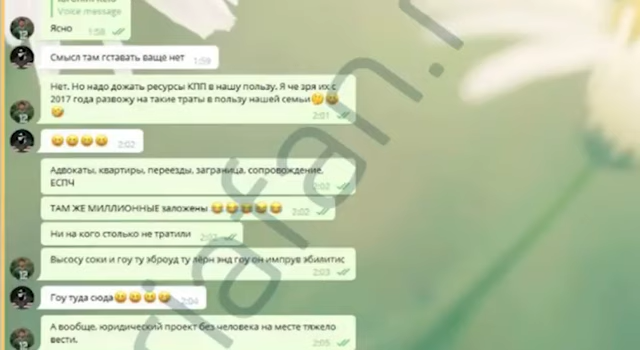 Voice message
Ясно 1:58
Смысл там гставать ваще нет 1:59
Нет. Но надо дожать ресурсы КПП в нашу пользу. Я че зря их с
2017 года развожу на такие траты в пользу нашей семьи🤔😂
🤣 2:01
😆😆😆😆 2:02
Адвокаты, квартиры, переезды, заграница, сопровождение,
ЕСПЧ 2:02
ТАМ ЖЕ МИЛЛИОННЫЕ заложены 😂😂😂😂😂 2:02
Ни на кого столько не тратили 2:02
Высосу соки и гоу ту эброуд ту лёрн энд гоу он импрув эбилитис
2:03
Гоу туда сюда😆😆😆😆 2:04
А вообще, юридический проект без человека на месте тяжело
вести. 2:05
riafan.r